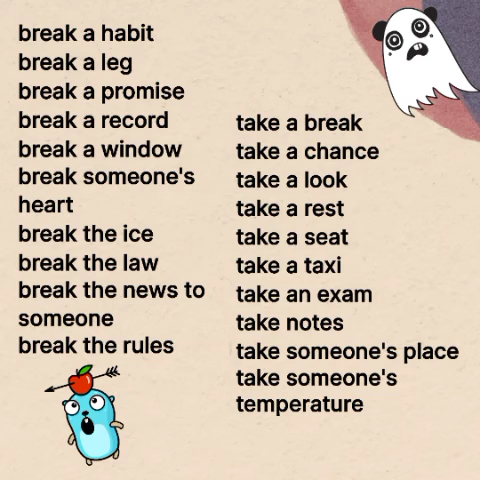 break a habit
break a leg
break a promise
break a record
break a window
break someone's
heart
break the ice
break the law
break the news to
someone
break the rules
take a break
take a chance
take a look
take a rest
take a seat
take a taxi
take an exam
take notes
take someone's place
take someone's
temperature